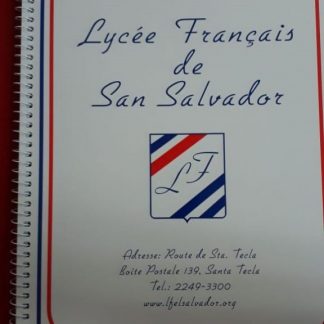 Lycée Français
de
San Salvador
LF
Adresse: Route de Sta. Tecla
Boite Postale 139, Santa Tecla
Tel.: 2249-3300
www.lfelsalvador.org